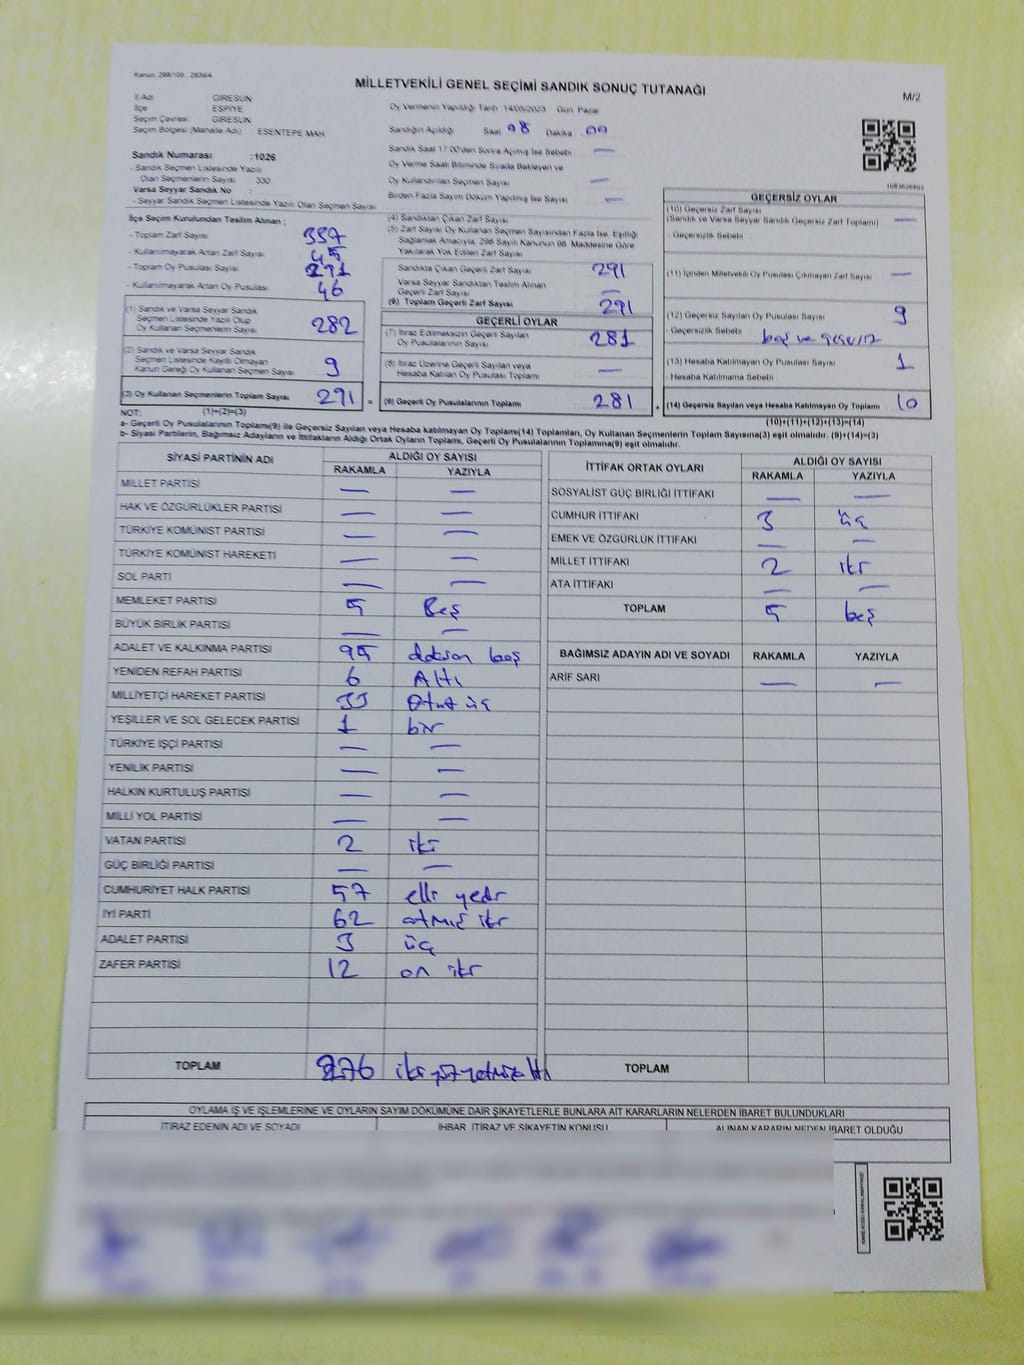 Kanun: 298/105 , 2839/4
MİLLETVEKİLİ GENEL SEÇİMİ SANDIK SONUÇ TUTANAĞI
M/2
İl Adı GİRESUN
İlçe ESPİYE
Seçim Çevresi GİRESUN
Seçim Bölgesi (Mahalle Adı) ESENTEPE MAH
Sandık Numarası :1026
- Sandık Seçmen Listesinde Yazılı
Olan Seçmenlerin Sayısı 330
Varsa Seyyar Sandık No :
- Seyyar Sandık Seçmen Listesinde Yazılı Olan Seçmen Sayısı
Oy Vermenin Yapıldığı Tarih 14/05/2023 Gün Pazar
Sandığın Açıldığı Saat 08 Dakika 00
Sandık Saat 17:00'den Sonra Açılmış İse Sebebi —
Oy Verme Saati Bitiminde Sırada Bekleyen ve
Oy Kullandırılan Seçmen Sayısı —
Birden Fazla Sayım Döküm Yapılmış İse Sayısı —
İlçe Seçim Kurulundan Teslim Alınan ;
- Toplam Zarf Sayısı 337
- Kullanılmayarak Artan Zarf Sayısı
- Toplam Oy Pusulası Sayısı
- Kullanılmayarak Artan Oy Pusulası 46
(1) Sandık ve Varsa Seyyar Sandık
Seçmen Listesinde Yazılı Olup
Oy Kullanan Seçmenlerin Sayısı 282
(2) Sandık ve Varsa Seyyar Sandık
Seçmen Listesinde Kayıtlı Olmayan
Kanun Gereği Oy Kullanan Seçmen Sayısı 9
(3) Oy Kullanan Seçmenlerin Toplam Sayısı 291 =
(4) Sandıktan Çıkan Zarf Sayısı
(5) Zarf Sayısı Oy Kullanan Seçmen Sayısından Fazla İse, Eşitliği
Sağlamak Amacıyla, 298 Sayılı Kanunun 98. Maddesine Göre
Yakılarak Yok Edilen Zarf Sayısı
Sandıkta Çıkan Geçerli Zarf Sayısı 291
Varsa Seyyar Sandıktan Teslim Alınan
Geçerli Zarf Sayısı —
(6) Toplam Geçerli Zarf Sayısı 291
GEÇERLİ OYLAR
(7) İtiraz Edilmeksizin Geçerli Sayılan
Oy Pusulalarının Sayısı 281
(8) İtiraz Üzerine Geçerli Sayılan veya
Hesaba Katılan Oy Pusulası Toplamı —
(9) Geçerli Oy Pusulalarının Toplamı 281 +
GEÇERSİZ OYLAR
(10) Geçersiz Zarf Sayısı
(Sandık ve Varsa Seyyar Sandık Geçersiz Zarf Toplamı) —
- Geçersizlik Sebebi
(11) İçinden Milletvekili Oy Pusulası Çıkmayan Zarf Sayısı —
(12) Geçersiz Sayılan Oy Pusulası Sayısı 9
- Geçersizlik Sebebi boş ve geçersiz
(13) Hesaba Katılmayan Oy Pusulası Sayısı 1
- Hesaba Katılmama Sebebi
(14) Geçersiz Sayılan veya Hesaba Katılmayan Oy Toplamı 10
NOT: (1)+(2)=(3) (10)+(11)+(12)+(13)=(14)
a- Geçerli Oy Pusulalarının Toplamı(9) ile Geçersiz Sayılan veya Hesaba Katılmayan Oy Toplamı(14) Toplamları, Oy Kullanan Seçmenlerin Toplam Sayısına(3) eşit olmalıdır. (9)+(14)=(3)
b- Siyasi Partilerin, Bağımsız Adayların ve İttifakların Aldığı Ortak Oyların Toplamı, Geçerli Oy Pusulalarının Toplamına(9) eşit olmalıdır.
SİYASİ PARTİNİN ADI ALDIĞI OY SAYISI
RAKAMLA YAZIYLA
MİLLET PARTİSİ — —
HAK VE ÖZGÜRLÜKLER PARTİSİ — —
TÜRKİYE KOMÜNİST PARTİSİ — —
TÜRKİYE KOMÜNİST HAREKETİ — —
SOL PARTİ — —
MEMLEKET PARTİSİ 5 Beş
BÜYÜK BİRLİK PARTİSİ — —
ADALET VE KALKINMA PARTİSİ 95 doksan beş
YENİDEN REFAH PARTİSİ 6 Altı
MİLLİYETÇİ HAREKET PARTİSİ 33 Otuz üç
YEŞİLLER VE SOL GELECEK PARTİSİ 1 bir
TÜRKİYE İŞÇİ PARTİSİ — —
YENİLİK PARTİSİ — —
HALKIN KURTULUŞ PARTİSİ — —
MİLLİ YOL PARTİSİ — —
VATAN PARTİSİ 2 iki
GÜÇ BİRLİĞİ PARTİSİ — —
CUMHURİYET HALK PARTİSİ 57 elli yedi
İYİ PARTİ 62 atmış iki
ADALET PARTİSİ 3 üç
ZAFER PARTİSİ 12 on iki
TOPLAM 276 ikiyüzyetmişaltı
İTTİFAK ORTAK OYLARI ALDIĞI OY SAYISI
RAKAMLA YAZIYLA
SOSYALİST GÜÇ BİRLİĞİ İTTİFAKI — —
CUMHUR İTTİFAKI 3 üç
EMEK VE ÖZGÜRLÜK İTTİFAKI — —
MİLLET İTTİFAKI 2 iki
ATA İTTİFAKI — —
TOPLAM 5 beş
BAĞIMSIZ ADAYIN ADI VE SOYADI RAKAMLA YAZIYLA
ARİF SARI — —
TOPLAM
OYLAMA İŞ VE İŞLEMLERİNE VE OYLARIN SAYIM DÖKÜMÜNE DAİR ŞİKAYETLERLE BUNLARA AİT KARARLARIN NELERDEN İBARET BULUNDUKLARI
İTİRAZ EDENİN ADI VE SOYADI İHBAR, İTİRAZ VE ŞİKAYETİN KONUSU ALINAN KARARIN NEDEN İBARET OLDUĞU